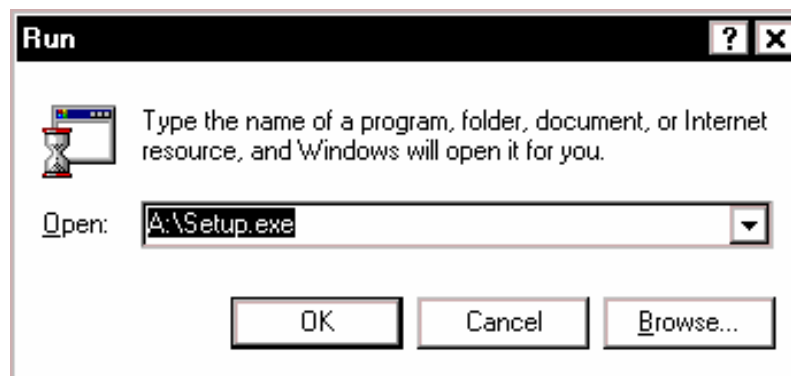 Run
Type the name of a program, folder, document, or Internet
resource, and Windows will open it for you.
Open: A:\Setup.exe
OK Cancel Browse...